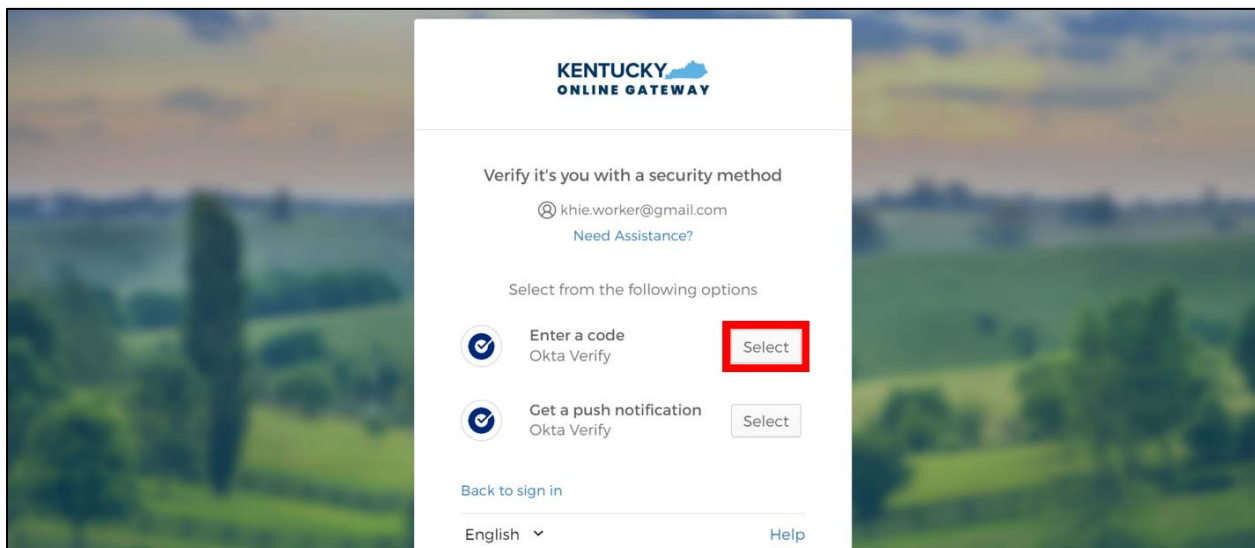 KENTUCKY
ONLINE GATEWAY
Verify it's you with a security method
khie.worker@gmail.com
Need Assistance?
Select from the following options
Enter a code
Okta Verify
Select
Get a push notification
Okta Verify
Select
Back to sign in
English
Help